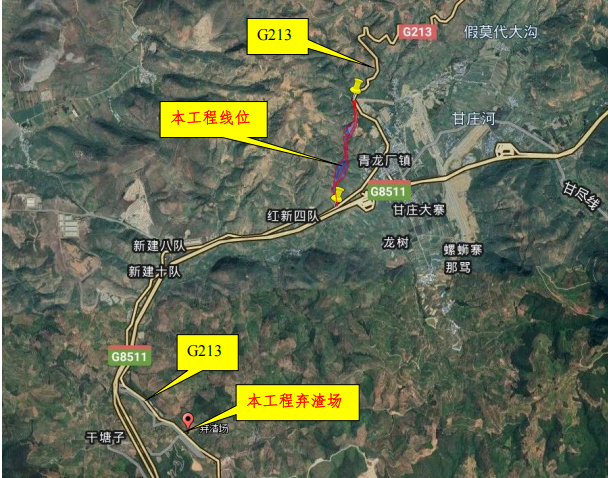 G213
G213
假莫代大沟
本工程线位
甘庄河
青龙厂镇
G8511
甘尽线
红新四队
甘庄大寨
新建八队
龙树
螺蛳寨
那骂
新建十队
G8511
G213
本工程弃渣场
弃渣场
干塘子